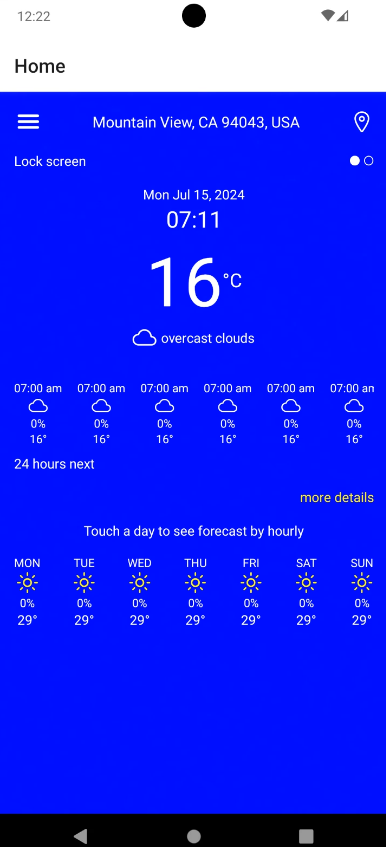 12:22
Home
Mountain View, CA 94043, USA
Lock screen
Mon Jul 15, 2024
07:11
16 °C
overcast clouds
07:00 am 07:00 am 07:00 am 07:00 am 07:00 am 07:00 am
0% 0% 0% 0% 0% 0%
16° 16° 16° 16° 16° 16°
24 hours next
more details
Touch a day to see forecast by hourly
MON TUE WED THU FRI SAT SUN
0% 0% 0% 0% 0% 0% 0%
29° 29° 29° 29° 29° 29° 29°